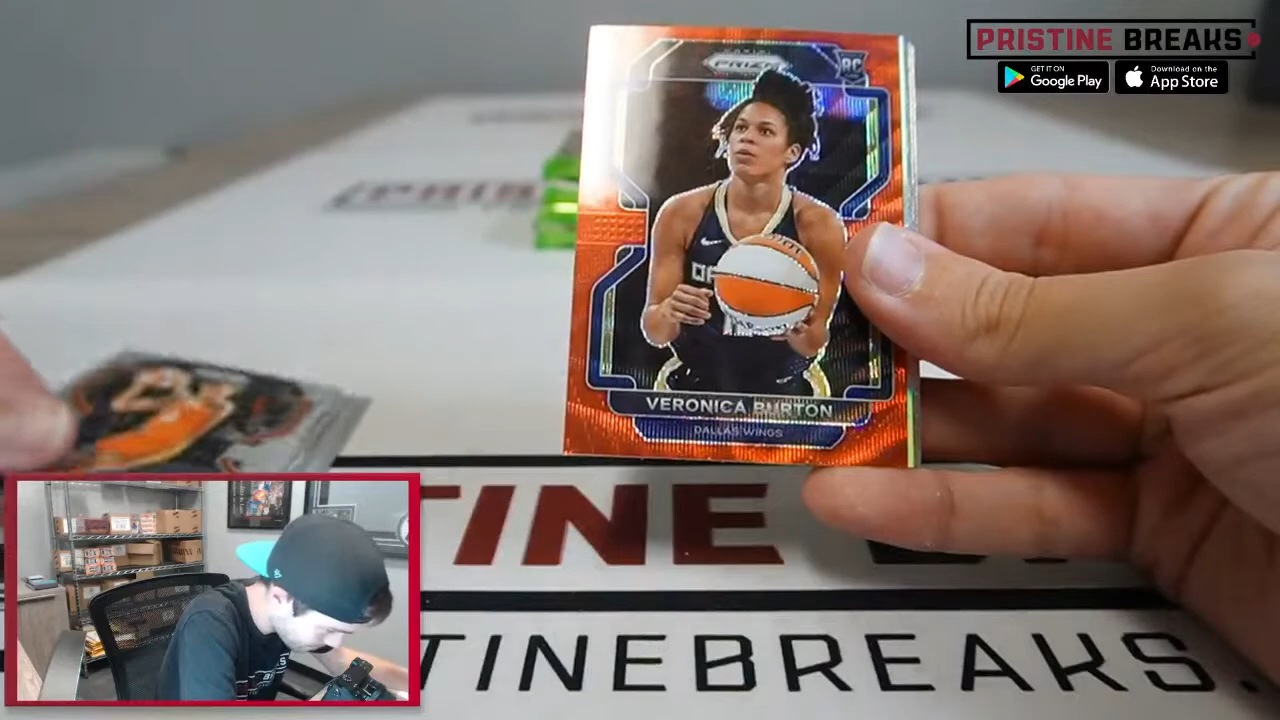 PRISTINE BREAKS
GET IT ON
Google Play
Download on the
App Store
PANINI
PRIZM
RC
VERONICA BURTON
DALLAS WINGS
TINE
TINEBREAKS.